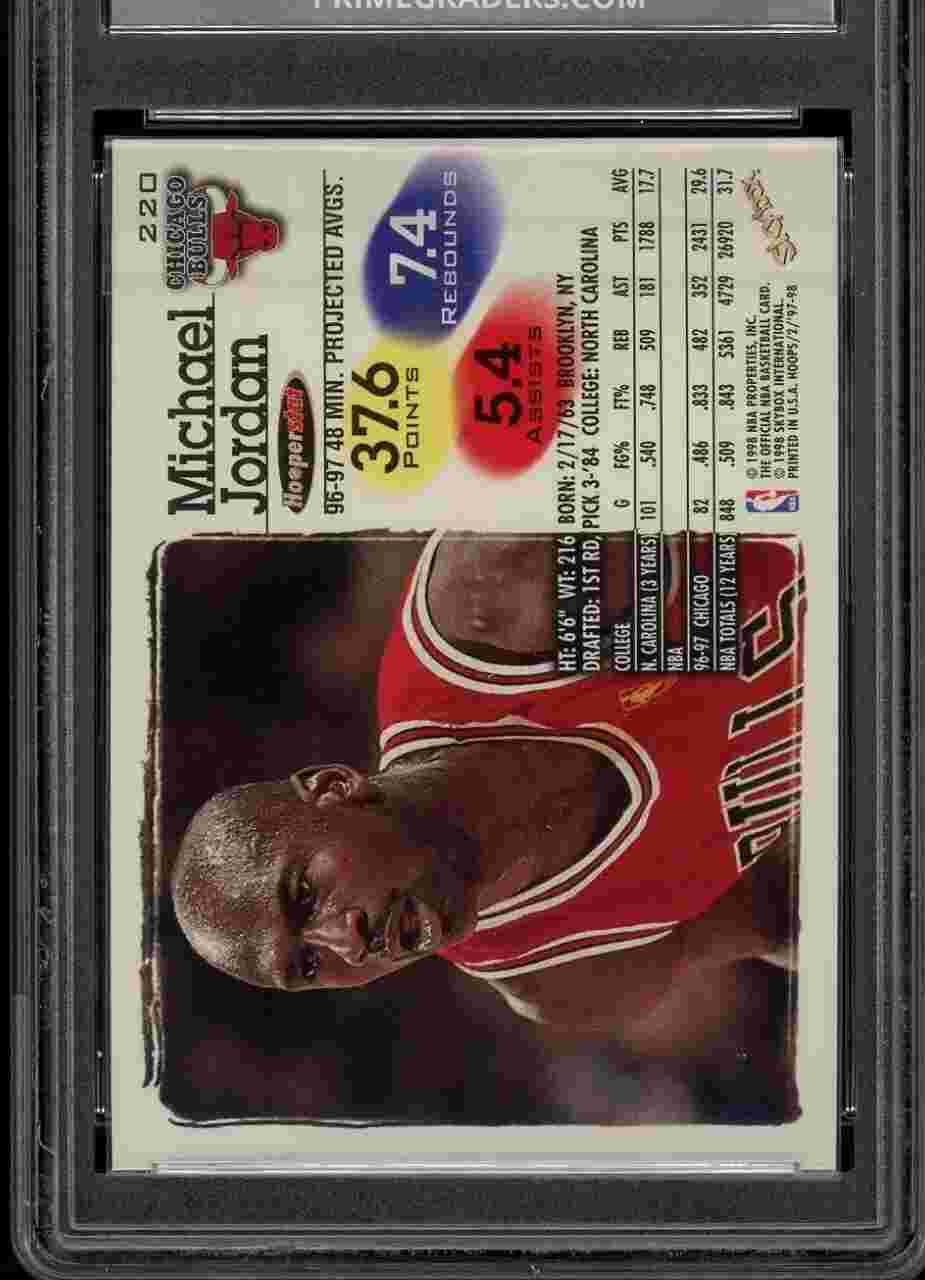 PRIMEGRADERS.COM
220
CHICAGO
BULLS
Michael
Jordan
Hooperstat
96-97 48 MIN. PROJECTED AVGS.
37.6
POINTS
7.4
REBOUNDS
5.4
ASSISTS
HT: 6'6" WT: 216 BORN: 2/17/63 BROOKLYN, NY
DRAFTED: 1ST RD, PICK 3-'84 COLLEGE: NORTH CAROLINA
COLLEGE G FG% FT% REB AST PTS AVG
N. CAROLINA (3 YEARS) 101 .540 .748 509 181 1788 17.7
NBA
96-97 CHICAGO 82 .486 .833 482 352 2431 29.6
NBA TOTALS (12 YEARS) 848 .509 .843 5361 4729 26920 31.7
NBA
© 1998 NBA PROPERTIES, INC.
THE OFFICIAL NBA BASKETBALL CARD.
© 1998 SKYBOX INTERNATIONAL.
PRINTED IN U.S.A. HOOPS/2/'97-98